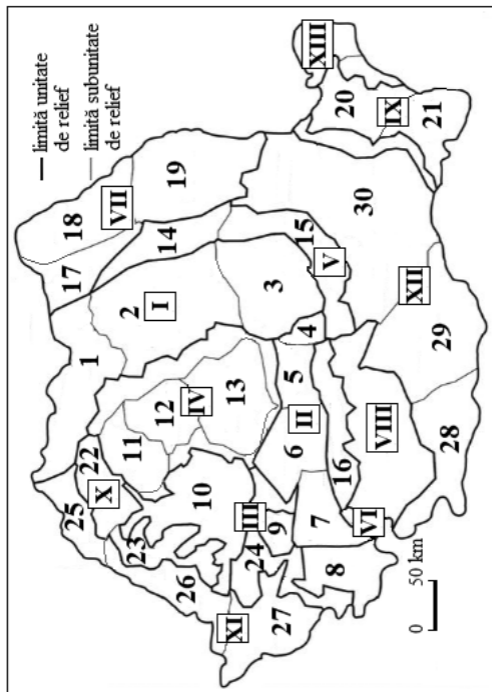 limită unitate
de relief
limită subunitate
de relief
XIII
20
IX
21
18
VII
19
17
14
30
15
V
1
2
I
3
4
XII
29
28
22
X
25
11
12
IV
13
5
II
6
VIII
16
23
10
26
III
24
9
7
VI
8
XI
27
0 50 km